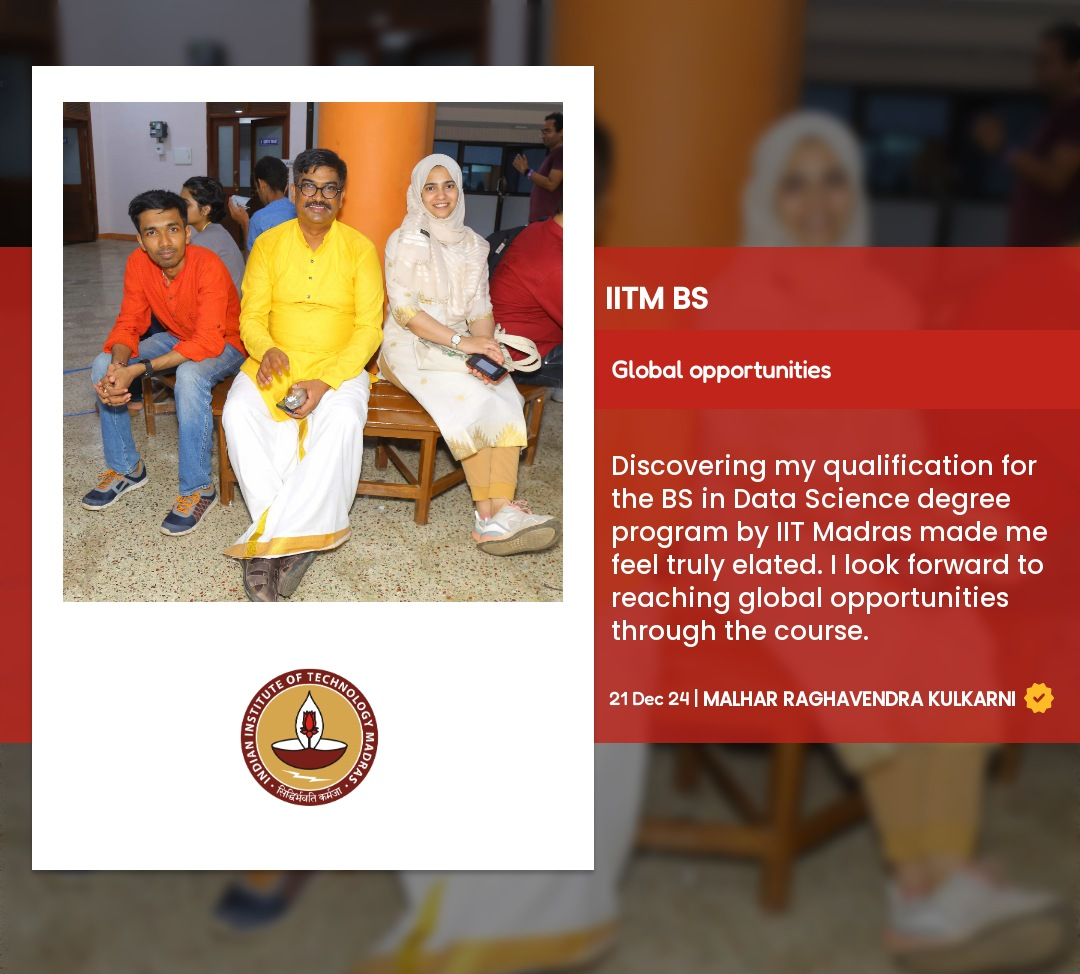 IITM BS
Global opportunities
Discovering my qualification for
the BS in Data Science degree
program by IIT Madras made me
feel truly elated. I look forward to
reaching global opportunities
through the course.
21 Dec 24 | MALHAR RAGHAVENDRA KULKARNI
INDIAN INSTITUTE OF TECHNOLOGY MADRAS
सिद्धिर्भवति कर्मजा